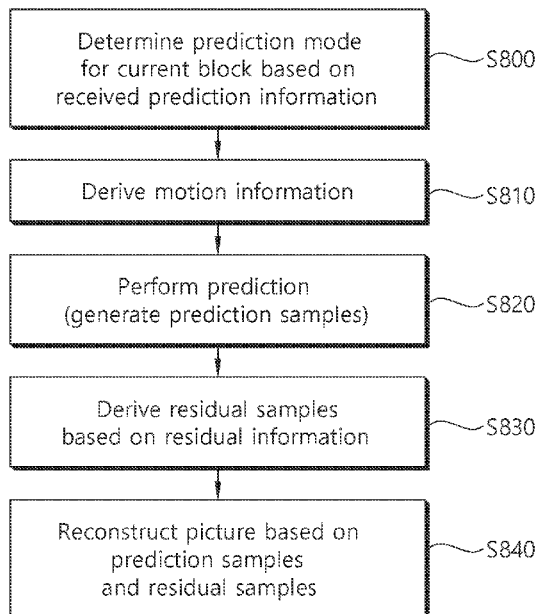 Determine prediction mode
for current block based on
received prediction information
S800
Derive motion information
S810
Perform prediction
(generate prediction samples)
S820
Derive residual samples
based on residual information
S830
Reconstruct picture based on
prediction samples
and residual samples
S840